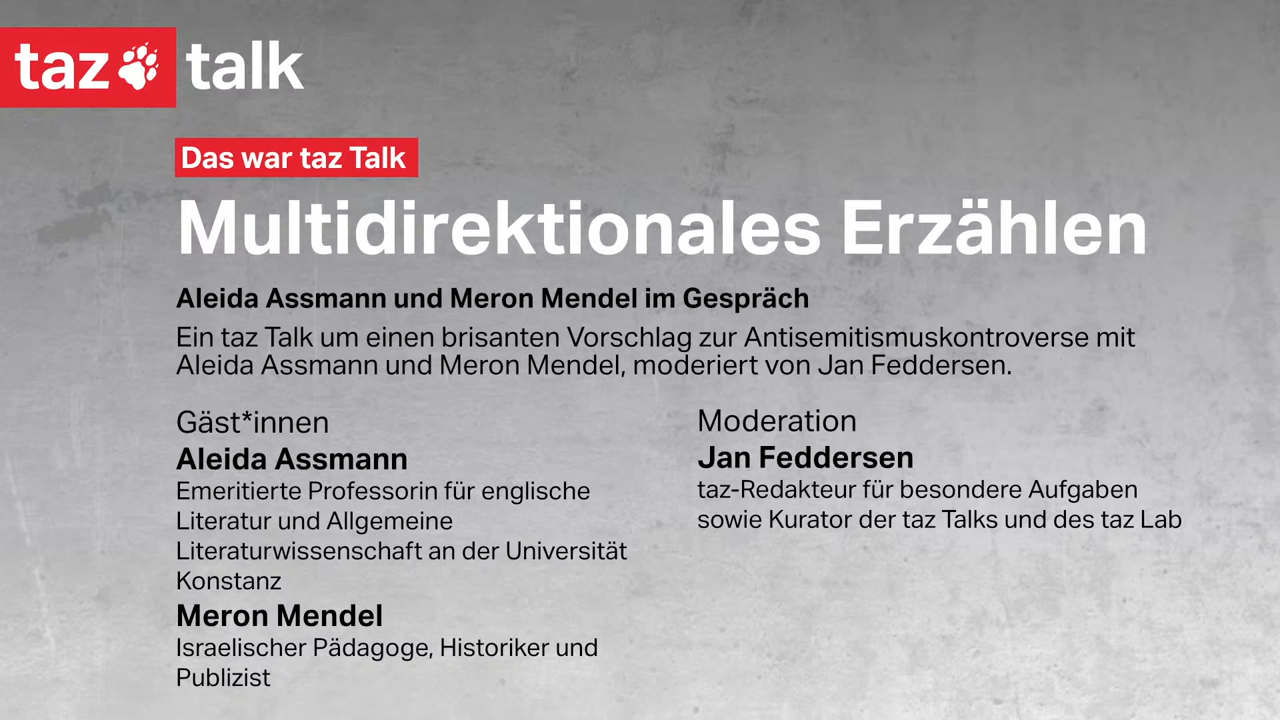 taz talk
Das war taz Talk
Multidirektionales Erzählen
Aleida Assmann und Meron Mendel im Gespräch
Ein taz Talk um einen brisanten Vorschlag zur Antisemitismuskontroverse mit
Aleida Assmann und Meron Mendel, moderiert von Jan Feddersen.
Gäst*innen
Aleida Assmann
Emeritierte Professorin für englische
Literatur und Allgemeine
Literaturwissenschaft an der Universität
Konstanz
Meron Mendel
Israelischer Pädagoge, Historiker und
Publizist
Moderation
Jan Feddersen
taz-Redakteur für besondere Aufgaben
sowie Kurator der taz Talks und des taz Lab